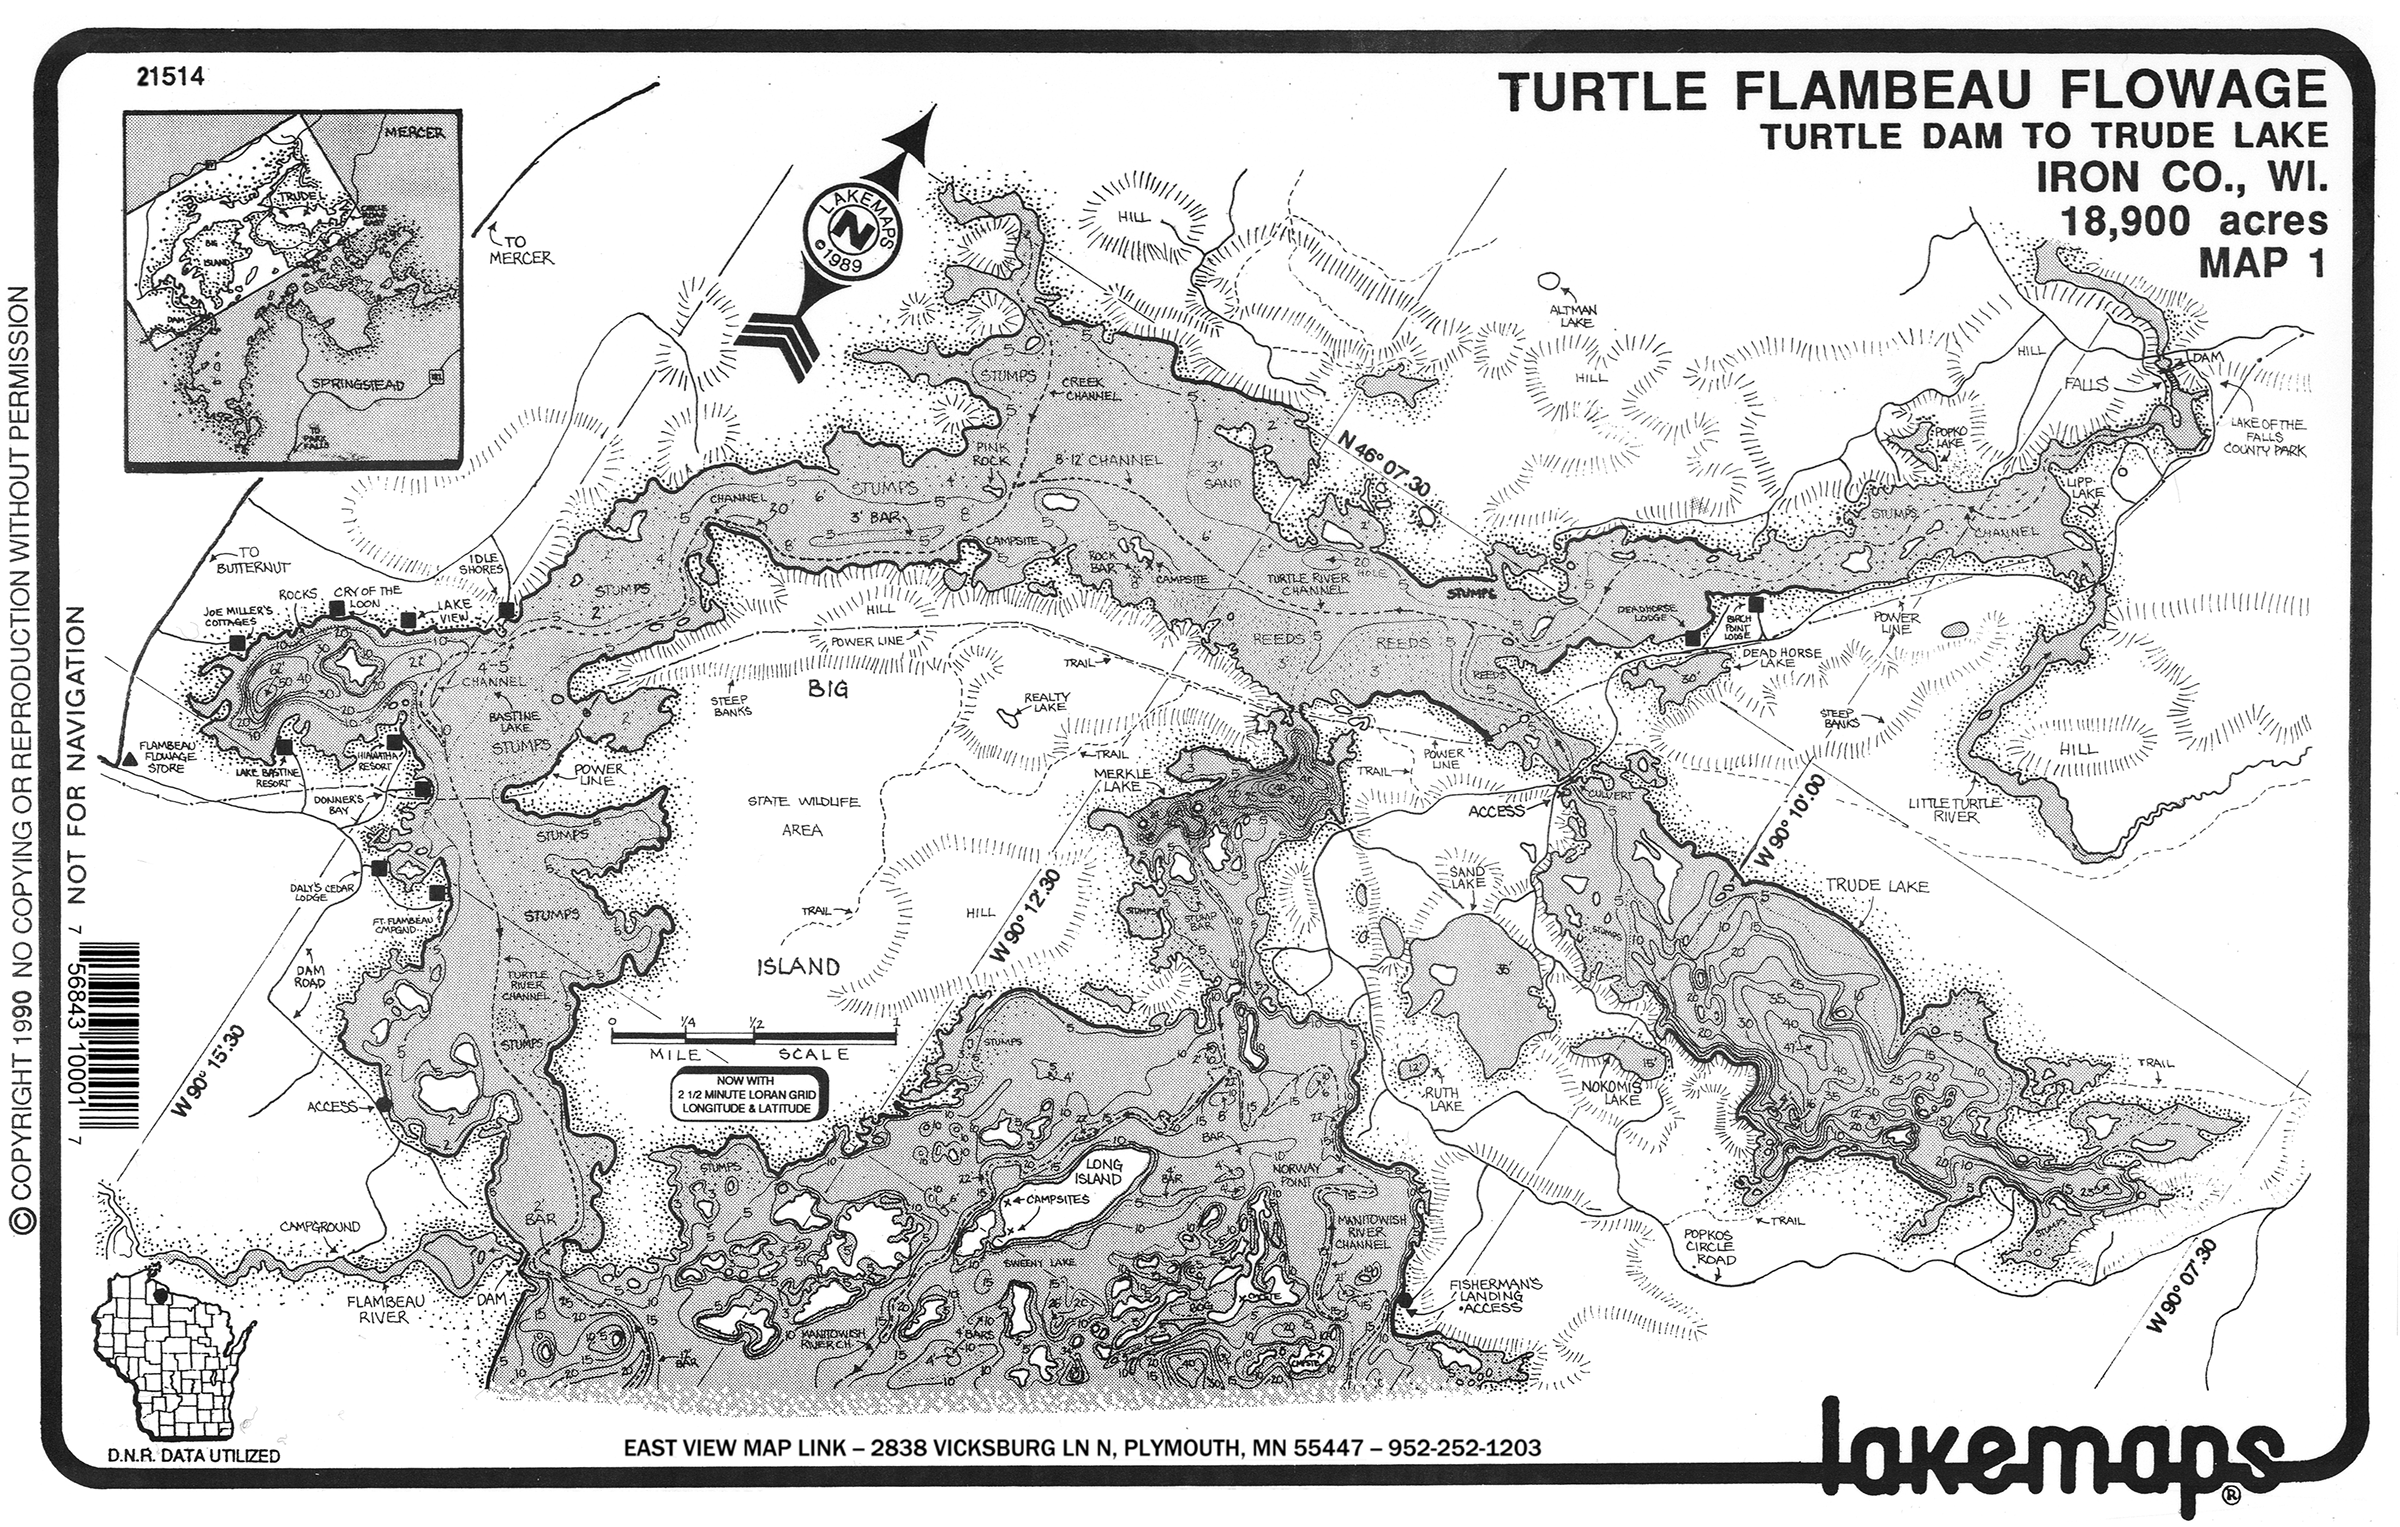 21514
TURTLE FLAMBEAU FLOWAGE
TURTLE DAM TO TRUDE LAKE
IRON CO., WI.
18,900 acres
MAP 1
MERCER
TRUDE
BIG
ISLAND
DAM
SPRINGSTEAD
TO
PARK
FALLS
TO
MERCER
LAKEMAPS
N
©1989
HILL
ALTMAN
LAKE
HILL
HILL
DAM
FALLS
LAKE OF THE
FALLS
COUNTY PARK
POPKO
LAKE
LIPP
LAKE
STUMPS
CHANNEL
N 46° 07.30
STUMPS
CREEK
CHANNEL
PINK
ROCK
8-12' CHANNEL
3'
SAND
STUMPS
CHANNEL
20'
3' BAR
CAMPSITE
ROCK
BAR
CAMPSITE
TURTLE RIVER
CHANNEL
20
HOLE
STUMPS
REEDS
REEDS
REEDS
DEADHORSE
LODGE
BIRCH
POINT
LODGE
POWER
LINE
DEAD HORSE
LAKE
30'
STEEP
BANKS
HILL
LITTLE TURTLE
RIVER
TO
BUTTERNUT
IDLE
SHORES
ROCKS
CRY OF THE
LOON
LAKE
VIEW
JOE MILLER'S
COTTAGES
STUMPS
HILL
POWER LINE
TRAIL
STEEP
BANKS
BIG
REALTY
LAKE
TRAIL
4-5
CHANNEL
BASTINE
LAKE
STUMPS
FLAMBEAU
FLOWAGE
STORE
LAKE BASTINE
RESORT
HIAWATHA
RESORT
DONNER'S
BAY
POWER
LINE
STUMPS
STATE WILDLIFE
AREA
MERKLE
LAKE
TRAIL
POWER
LINE
ACCESS
CULVERT
W 90° 10'.00
TRUDE LAKE
SAND
LAKE
36'
STUMPS
STUMPS
STUMP
BAR
DALY'S CEDAR
LODGE
FT. FLAMBEAU
CMPGND.
STUMPS
TRAIL
HILL
ISLAND
W 90° 12'.30
DAM
ROAD
TURTLE
RIVER
CHANNEL
STUMPS
W 90° 15'.30
ACCESS
0 1/4 1/2 1
MILE SCALE
NOW WITH
2 1/2 MINUTE LORAN GRID
LONGITUDE & LATITUDE
STUMPS
RUTH
LAKE
12'
NOKOMIS
LAKE
15'
TRAIL
STUMPS
LONG
ISLAND
CAMPSITES
BAR
BAR
NORWAY
POINT
MANITOWISH
RIVER
CHANNEL
SWEENY LAKE
TRAIL
POPKOS
CIRCLE
ROAD
STUMPS
W 90° 07'.30
FISHERMAN'S
LANDING
ACCESS
2'
BAR
CAMPGROUND
FLAMBEAU
RIVER
DAM
MANITOWISH
RIVER CH.
4' BARS
BAR
D.N.R. DATA UTILIZED
EAST VIEW MAP LINK – 2838 VICKSBURG LN N, PLYMOUTH, MN 55447 – 952-252-1203
lakemaps®
© COPYRIGHT 1990 NO COPYING OR REPRODUCTION WITHOUT PERMISSION
NOT FOR NAVIGATION
7 56843 10001 7